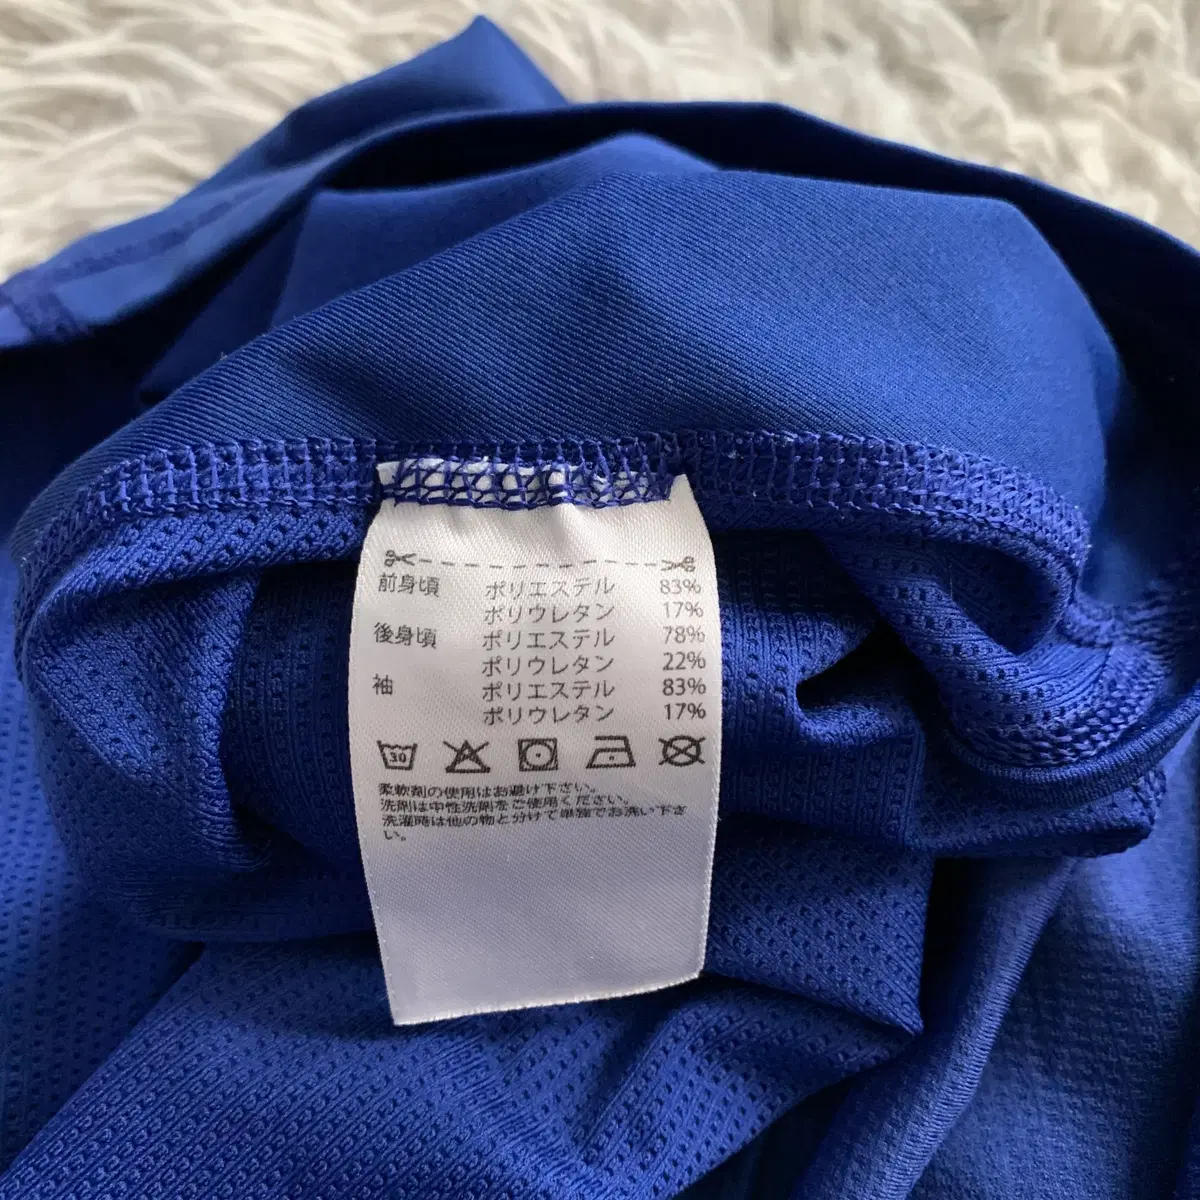 前身頃 ポリエステル 83%
ポリウレタン 17%
後身頃 ポリエステル 78%
ポリウレタン 22%
袖 ポリエステル 83%
ポリウレタン 17%
30
柔軟剤の使用はお避け下さい。
洗剤は中性洗剤をご使用ください。
洗濯時は他の物と分けて単独でお洗い下さ
い。